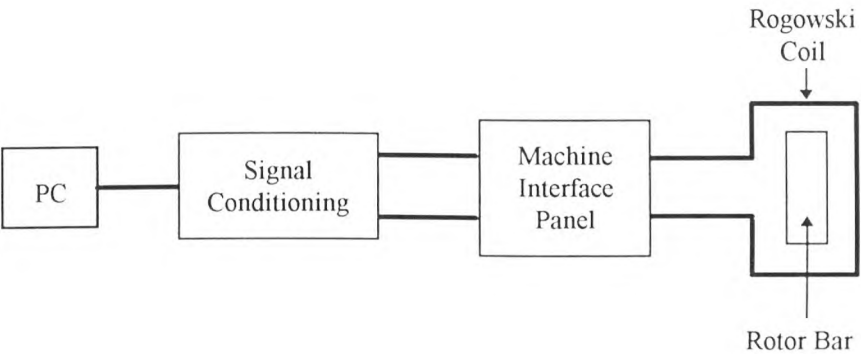 Rogowski
Coil
PC
Signal
Conditioning
Machine
Interface
Panel
Rotor Bar